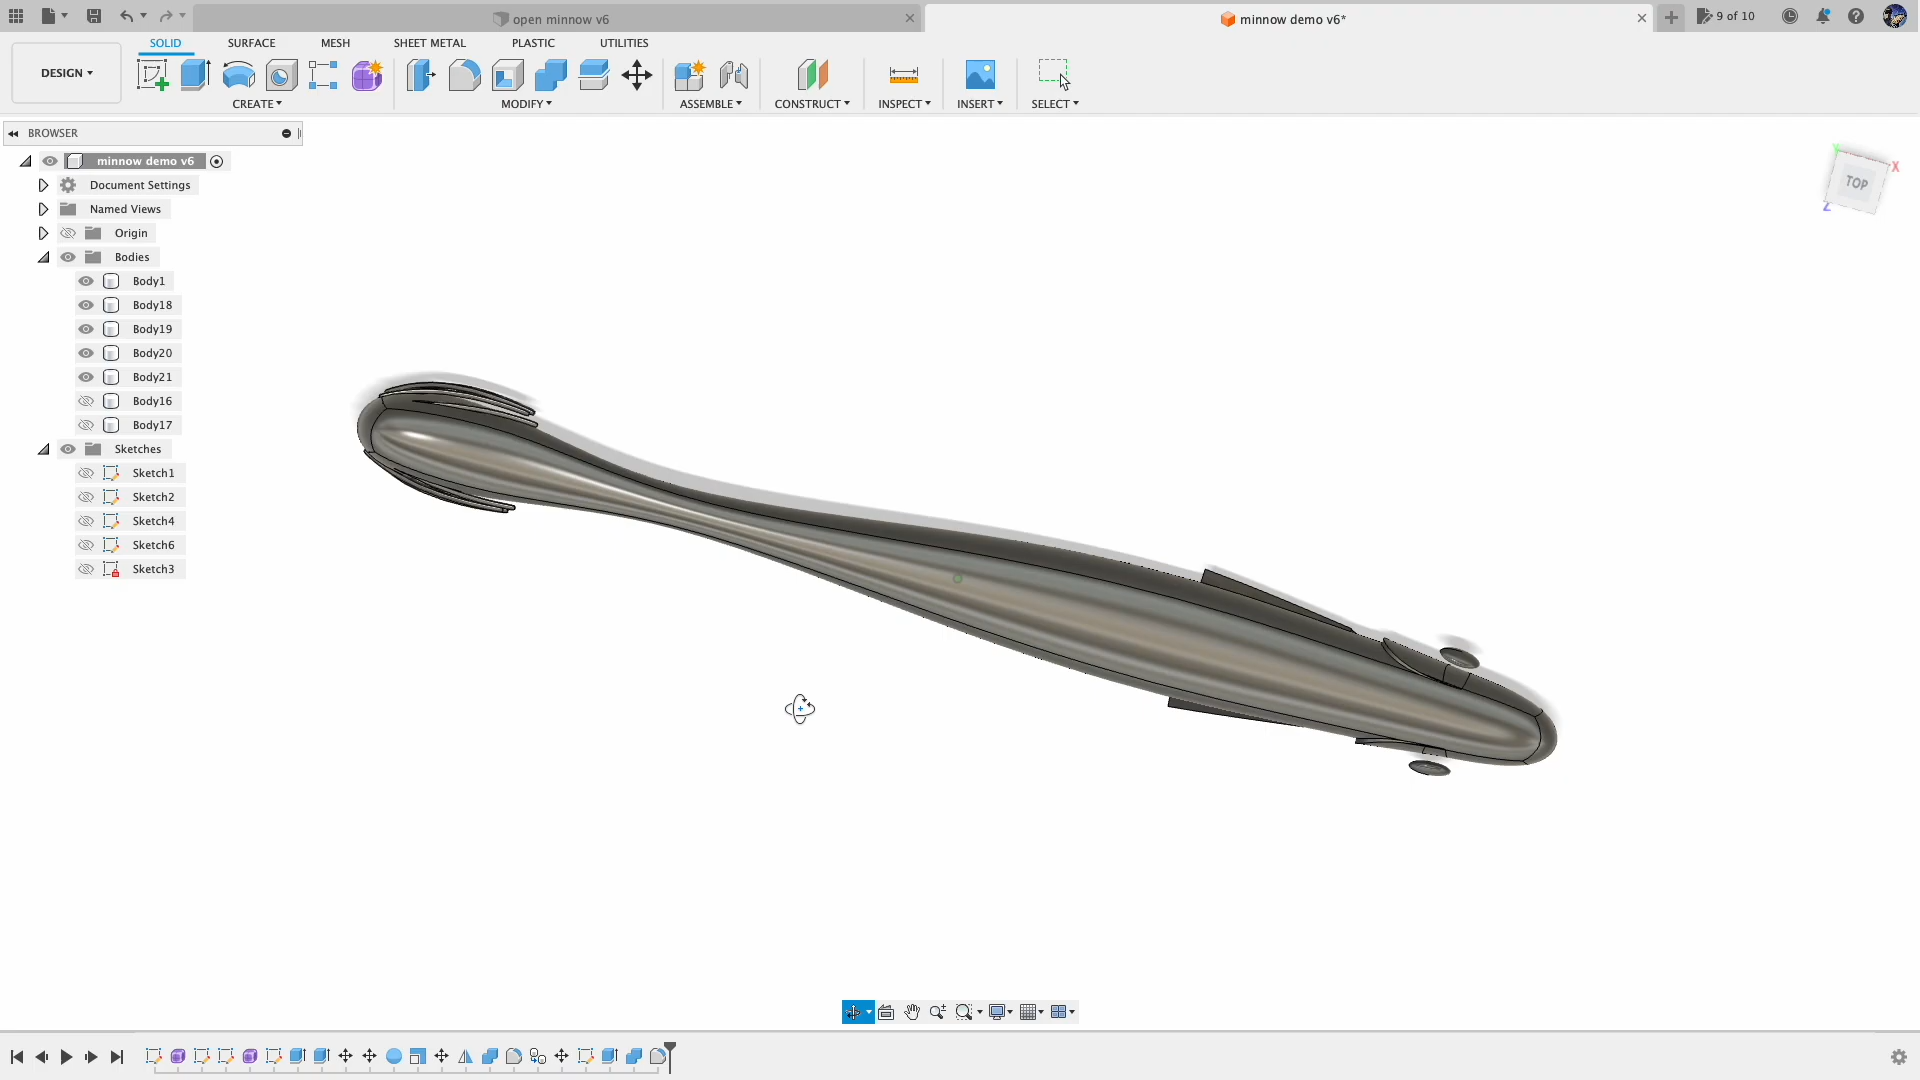 open minnow v6
minnow demo v6*
9 of 10
SOLID
SURFACE
MESH
SHEET METAL
PLASTIC
UTILITIES
DESIGN
CREATE
MODIFY
ASSEMBLE
CONSTRUCT
INSPECT
INSERT
SELECT
BROWSER
minnow demo v6
Document Settings
Named Views
Origin
Bodies
Body1
Body18
Body19
Body20
Body21
Body16
Body17
Sketches
Sketch1
Sketch2
Sketch4
Sketch6
Sketch3
Y
X
TOP
Z